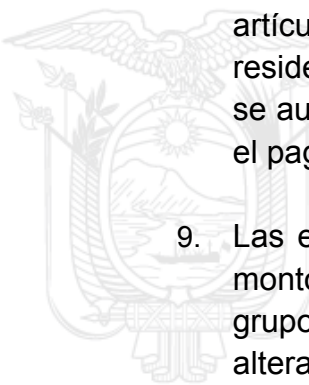 artícu
reside
se au
el pag
9. Las e
monto
grupo
altera